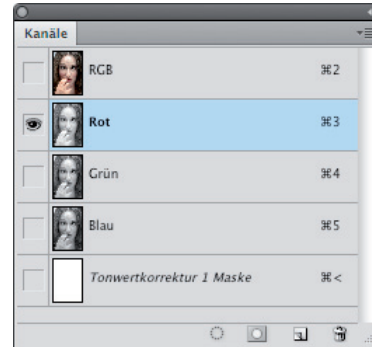 Kanäle
RGB ⌘2
Rot ⌘3
Grün ⌘4
Blau ⌘5
Tonwertkorrektur 1 Maske ⌘<